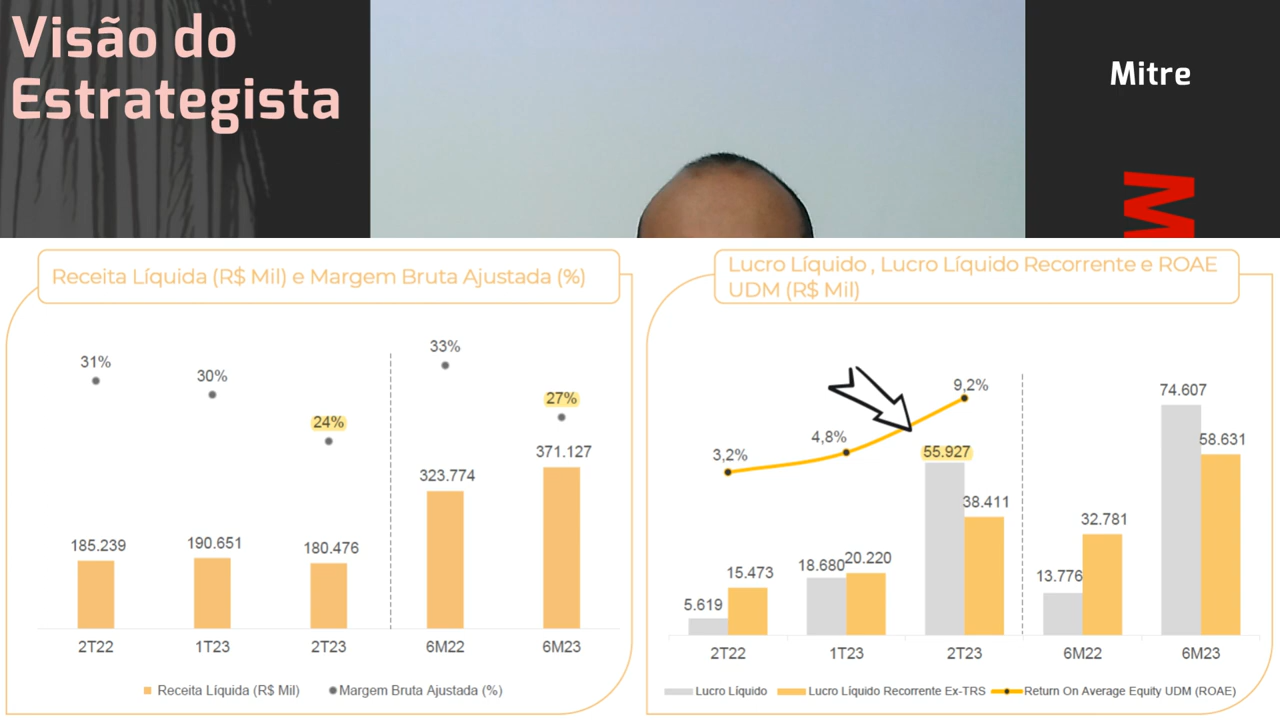 Visão do
Estrategista
Mitre
M
Receita Líquida (R$ Mil) e Margem Bruta Ajustada (%)
31%
30%
24%
33%
27%
185.239
190.651
180.476
323.774
371.127
2T22
1T23
2T23
6M22
6M23
Receita Líquida (R$ Mil)
Margem Bruta Ajustada (%)
Lucro Líquido , Lucro Líquido Recorrente e ROAE
UDM (R$ Mil)
3,2%
4,8%
9,2%
5.619
15.473
18.680
20.220
55.927
38.411
13.776
32.781
74.607
58.631
2T22
1T23
2T23
6M22
6M23
Lucro Líquido
Lucro Líquido Recorrente Ex-TRS
Return On Average Equity UDM (ROAE)